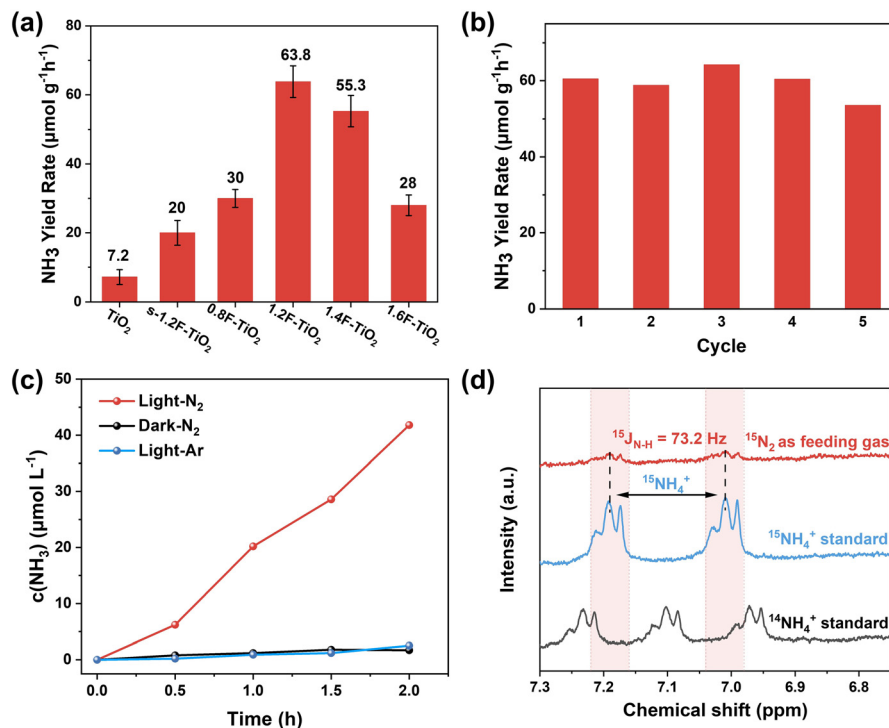 (a)
NH₃ Yield Rate (μmol g⁻¹h⁻¹)
80
60
40
20
0
7.2
20
30
63.8
55.3
28
TiO₂
s-1.2F-TiO₂
0.8F-TiO₂
1.2F-TiO₂
1.4F-TiO₂
1.6F-TiO₂
(b)
NH₃ Yield Rate (μmol g⁻¹h⁻¹)
80
60
40
20
0
1 2 3 4 5
Cycle
(c)
c(NH₃) (μmol L⁻¹)
50
40
30
20
10
0
Light-N₂
Dark-N₂
Light-Ar
0.0 0.5 1.0 1.5 2.0
Time (h)
(d)
Intensity (a.u.)
¹⁵J_N-H = 73.2 Hz
¹⁵N₂ as feeding gas
¹⁵NH₄⁺
¹⁵NH₄⁺ standard
¹⁴NH₄⁺ standard
7.3 7.2 7.1 7.0 6.9 6.8
Chemical shift (ppm)